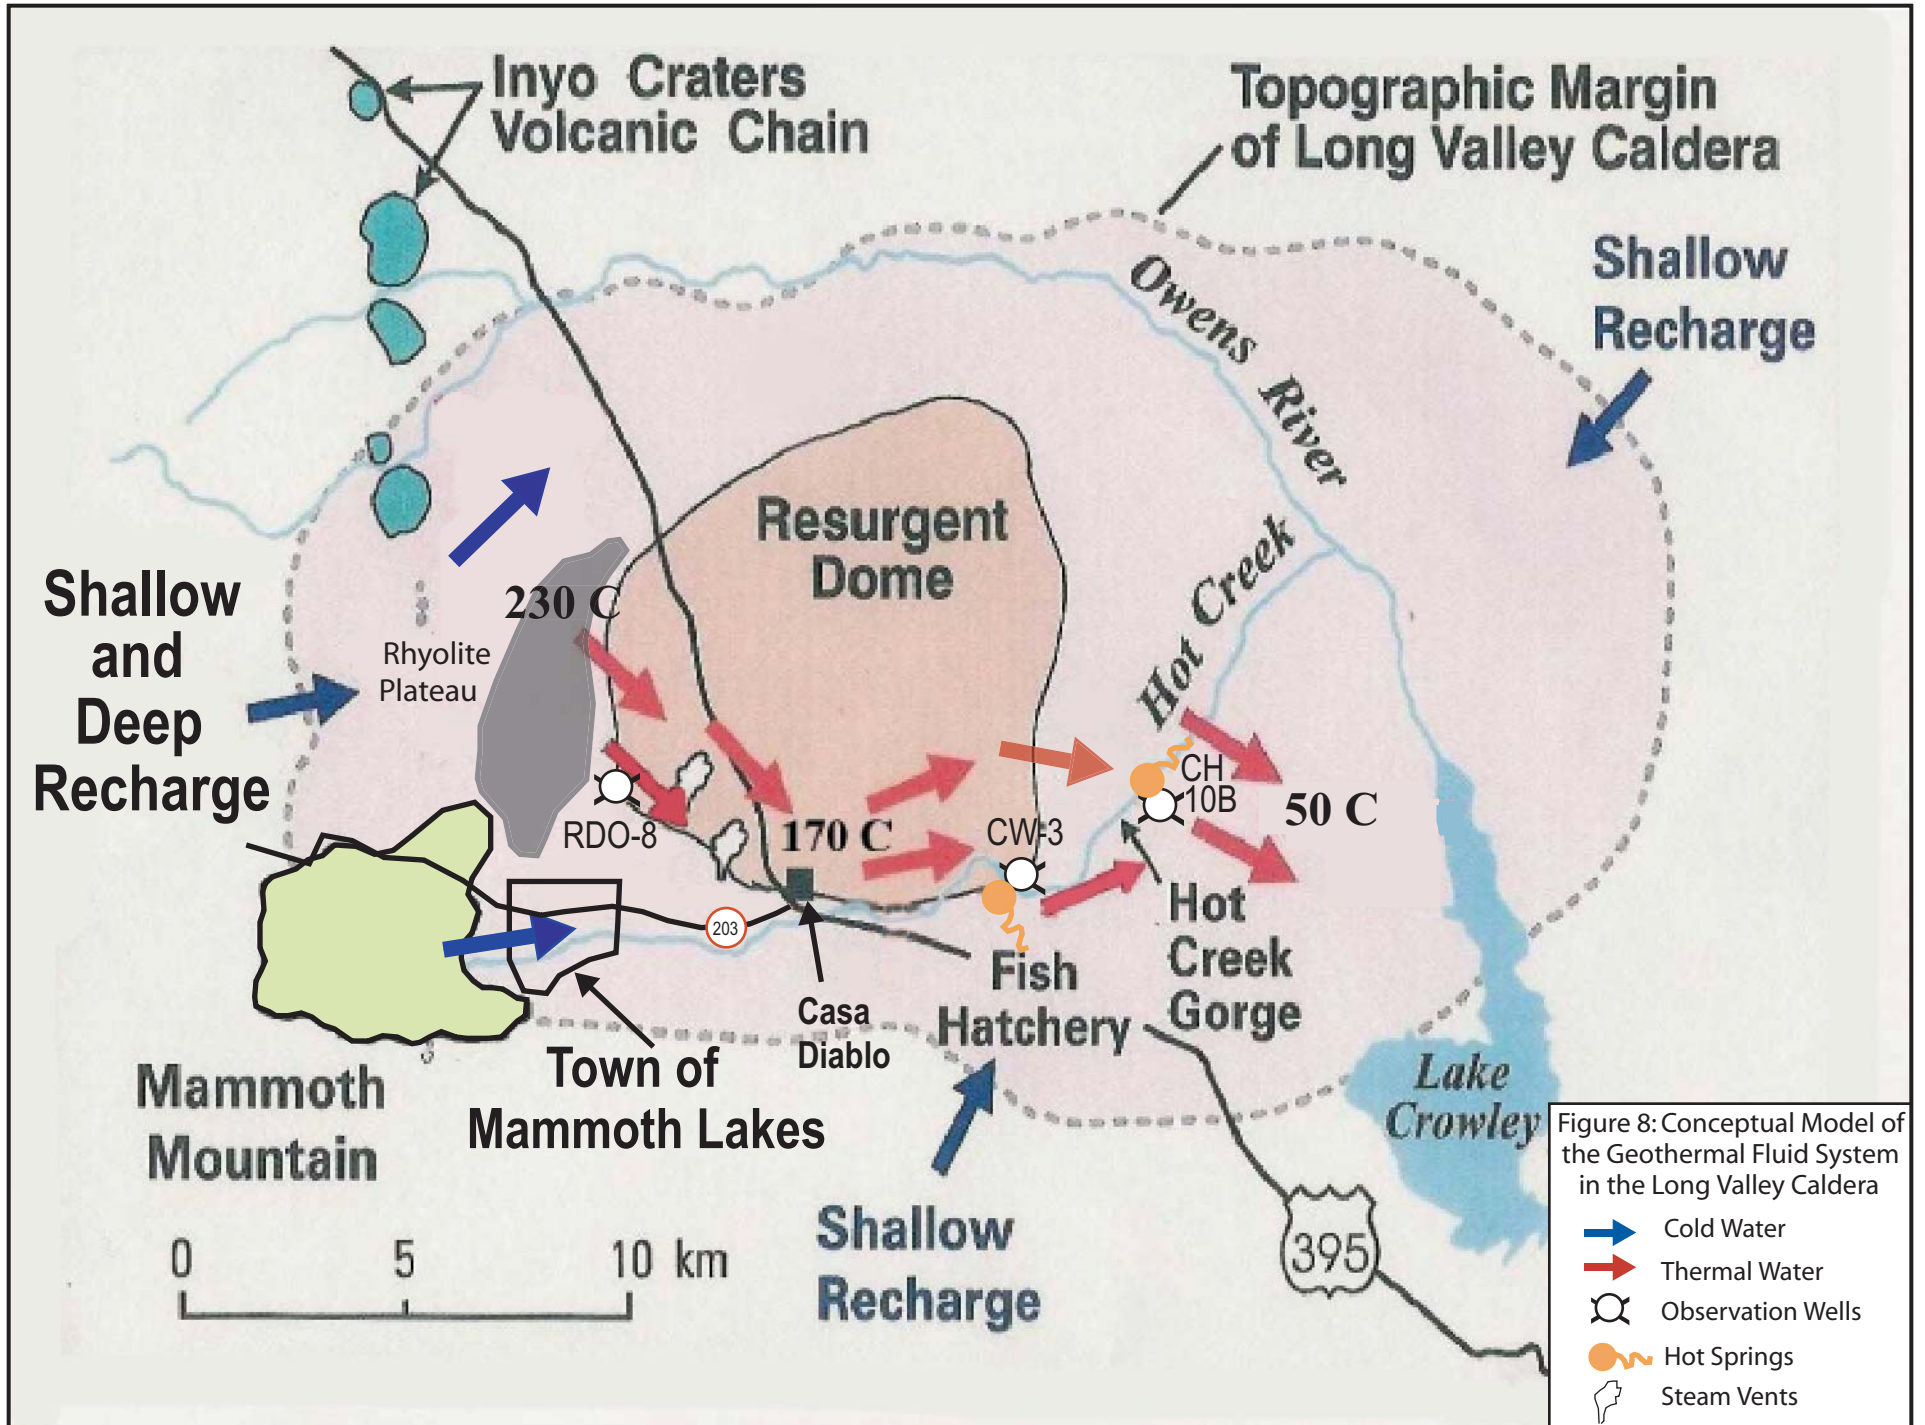 Inyo Craters
Volcanic Chain
Topographic Margin
of Long Valley Caldera
Shallow
Recharge
Owens River
Resurgent
Dome
Hot Creek
Shallow
and
Deep
Recharge
230 C
Rhyolite
Plateau
RDO-8
170 C
CW-3
CH
10B
50 C
203
Hot
Creek
Gorge
Fish
Hatchery
Casa
Diablo
Town of
Mammoth Lakes
Mammoth
Mountain
Lake
Crowley
0 5 10 km
Shallow
Recharge
395
Figure 8: Conceptual Model of
the Geothermal Fluid System
in the Long Valley Caldera
Cold Water
Thermal Water
Observation Wells
Hot Springs
Steam Vents